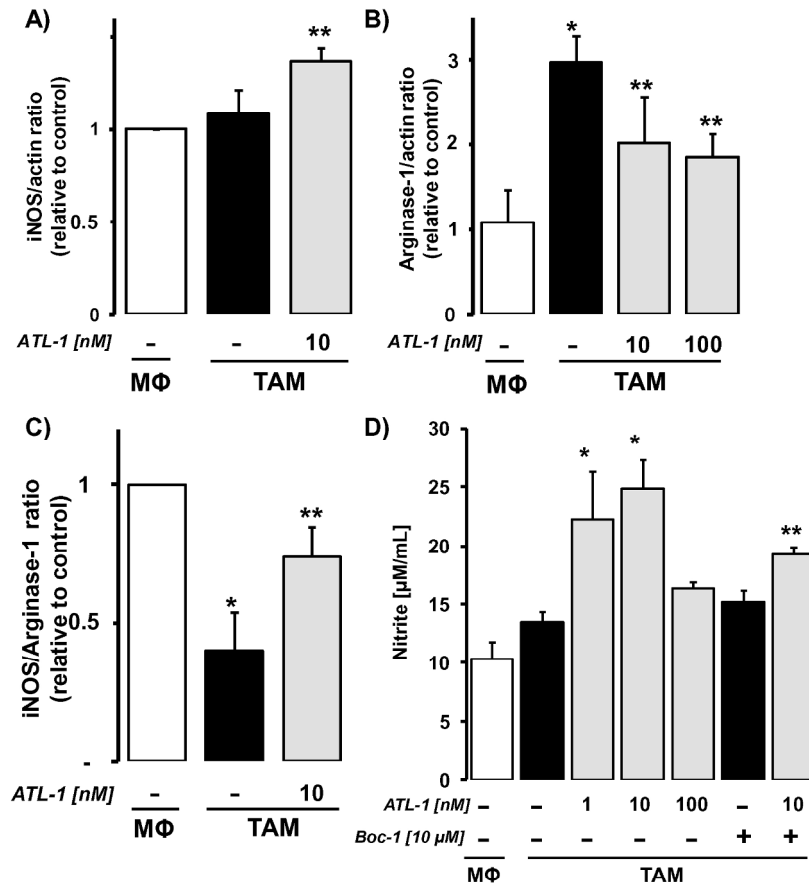 A)
iNOS/actin ratio
(relative to control)
1
0.5
0
**
ATL-1 [nM] - - 10
MΦ TAM
B)
Arginase-1/actin ratio
(relative to control)
3
2
1
0
*
**
**
ATL-1 [nM] - - 10 100
MΦ TAM
C)
iNOS/Arginase-1 ratio
(relative to control)
1
0.5
-
*
**
ATL-1 [nM] - - 10
MΦ TAM
D)
Nitrite [µM/mL]
30
25
20
15
10
5
0
*
*
**
ATL-1 [nM] - - 1 10 100 - 10
Boc-1 [10 µM] - - - - - + +
MΦ TAM